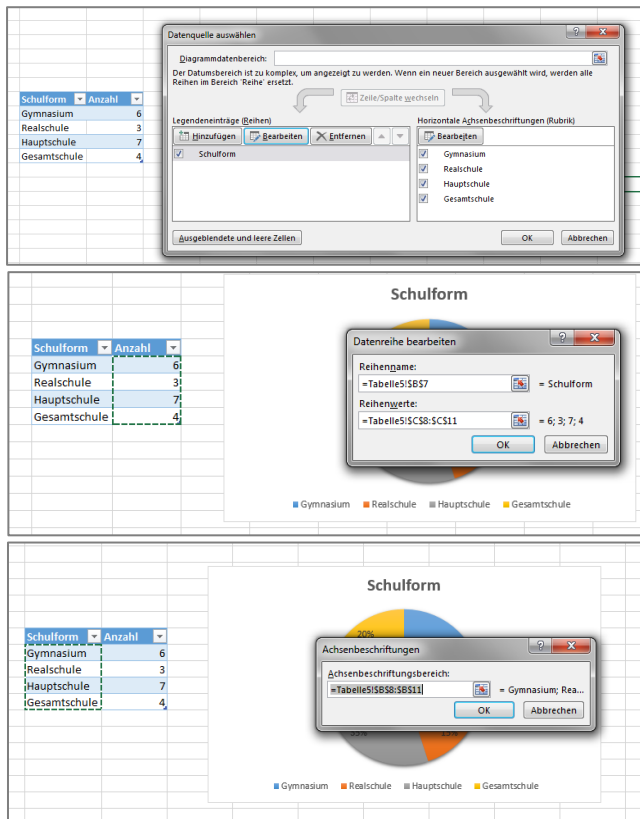 Datenquelle auswählen
Diagrammdatenbereich:
Der Datumsbereich ist zu komplex, um angezeigt zu werden. Wenn ein neuer Bereich ausgewählt wird, werden alle
Reihen im Bereich 'Reihe' ersetzt.
Zeile/Spalte wechseln
Legendeneinträge (Reihen)
Horizontale Achsenbeschriftungen (Rubrik)
Hinzufügen Bearbeiten Entfernen
Bearbeiten
Schulform
Gymnasium
Realschule
Hauptschule
Gesamtschule
Ausgeblendete und leere Zellen
OK Abbrechen
Schulform Anzahl
Gymnasium 6
Realschule 3
Hauptschule 7
Gesamtschule 4
Schulform
Schulform Anzahl
Gymnasium 6
Realschule 3
Hauptschule 7
Gesamtschule 4
Datenreihe bearbeiten
Reihenname:
=Tabelle5!$B$7 = Schulform
Reihenwerte:
=Tabelle5!$C$8:$C$11 = 6; 3; 7; 4
OK Abbrechen
Gymnasium Realschule Hauptschule Gesamtschule
Schulform
Schulform Anzahl
Gymnasium 6
Realschule 3
Hauptschule 7
Gesamtschule 4
20%
Achsenbeschriftungen
Achsenbeschriftungsbereich:
=Tabelle5!$B$8:$B$11 = Gymnasium; Rea...
OK Abbrechen
Gymnasium Realschule Hauptschule Gesamtschule